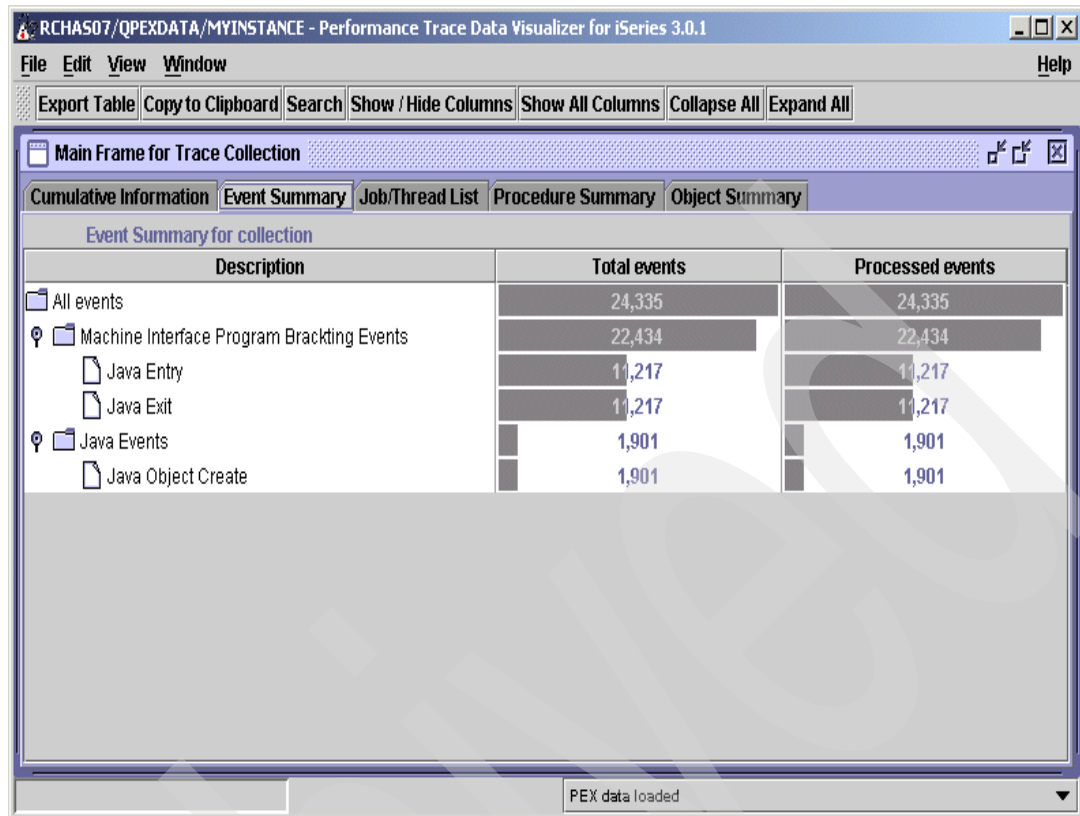 RCHAS07/QPEXDATA/MYINSTANCE - Performance Trace Data Visualizer for iSeries 3.0.1
File Edit View Window Help
Export Table Copy to Clipboard Search Show / Hide Columns Show All Columns Collapse All Expand All
Main Frame for Trace Collection
Cumulative Information Event Summary Job/Thread List Procedure Summary Object Summary
Event Summary for collection
Description Total events Processed events
All events 24,335 24,335
Machine Interface Program Brackting Events 22,434 22,434
Java Entry 11,217 11,217
Java Exit 11,217 11,217
Java Events 1,901 1,901
Java Object Create 1,901 1,901
PEX data loaded